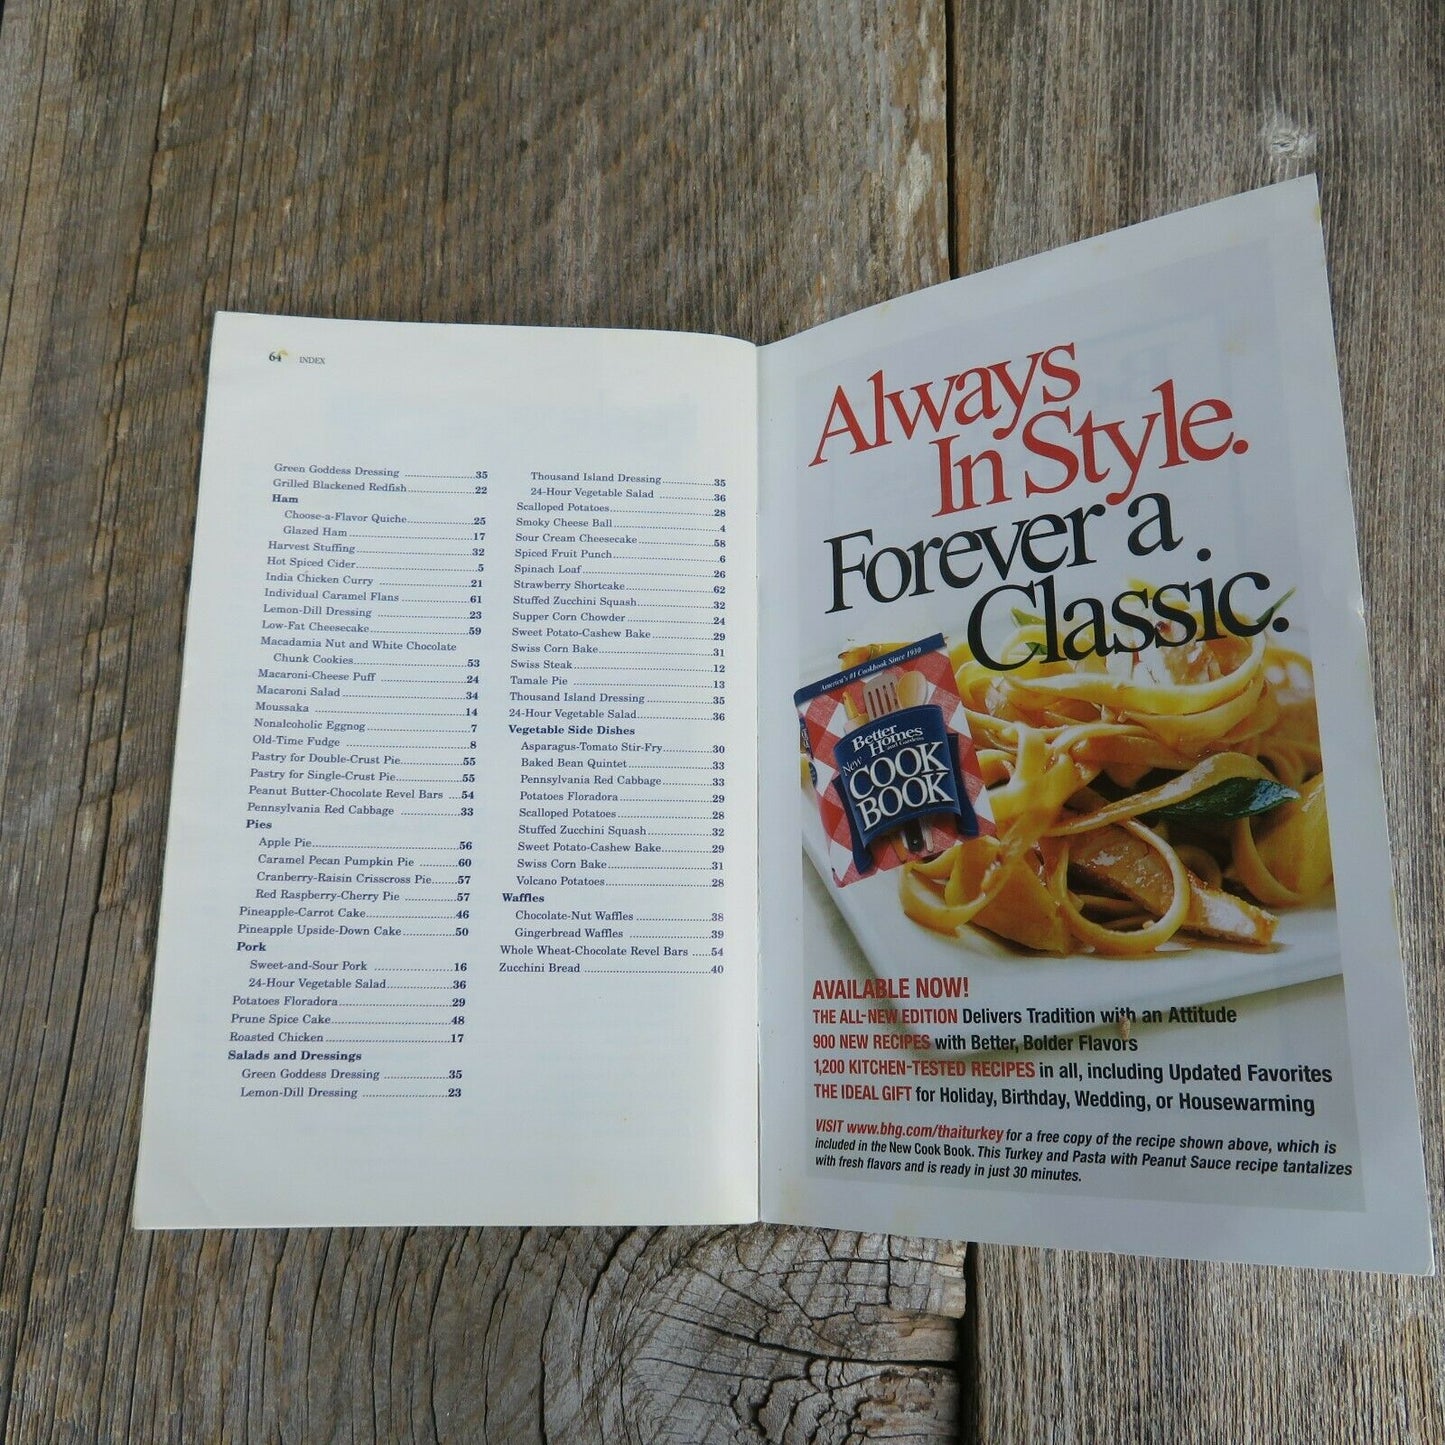 64 INDEX
Green Goddess Dressing ........................35
Grilled Blackened Redfish........................22
Ham
Choose-a-Flavor Quiche........................25
Glazed Ham ........................17
Harvest Stuffing........................32
Hot Spiced Cider........................5
India Chicken Curry ........................21
Individual Caramel Flans ........................61
Lemon-Dill Dressing ........................23
Low-Fat Cheesecake........................59
Macadamia Nut and White Chocolate
Chunk Cookies........................53
Macaroni-Cheese Puff ........................24
Macaroni Salad ........................34
Moussaka ........................14
Nonalcoholic Eggnog ........................7
Old-Time Fudge ........................8
Pastry for Double-Crust Pie........................55
Pastry for Single-Crust Pie........................55
Peanut Butter-Chocolate Revel Bars ....54
Pennsylvania Red Cabbage ........................33
Pies
Apple Pie........................56
Caramel Pecan Pumpkin Pie ..........60
Cranberry-Raisin Crisscross Pie.......57
Red Raspberry-Cherry Pie ............57
Pineapple-Carrot Cake........................46
Pineapple Upside-Down Cake..............50
Pork
Sweet-and-Sour Pork ........................16
24-Hour Vegetable Salad....................36
Potatoes Floradora........................29
Prune Spice Cake........................48
Roasted Chicken ........................17
Salads and Dressings
Green Goddess Dressing ....................35
Lemon-Dill Dressing ........................23
Thousand Island Dressing..............35
24-Hour Vegetable Salad ................36
Scalloped Potatoes........................28
Smoky Cheese Ball ........................4
Sour Cream Cheesecake....................58
Spiced Fruit Punch........................6
Spinach Loaf........................26
Strawberry Shortcake........................62
Stuffed Zucchini Squash....................32
Supper Corn Chowder ........................24
Sweet Potato-Cashew Bake ................29
Swiss Corn Bake........................31
Swiss Steak ........................12
Tamale Pie ........................13
Thousand Island Dressing ................35
24-Hour Vegetable Salad....................36
Vegetable Side Dishes
Asparagus-Tomato Stir-Fry..............30
Baked Bean Quintet ........................33
Pennsylvania Red Cabbage..............33
Potatoes Floradora........................29
Scalloped Potatoes........................28
Stuffed Zucchini Squash ................32
Sweet Potato-Cashew Bake..............29
Swiss Corn Bake........................31
Volcano Potatoes........................28
Waffles
Chocolate-Nut Waffles ....................38
Gingerbread Waffles ....................39
Whole Wheat-Chocolate Revel Bars ......54
Zucchini Bread ........................40
Always
In Style.
Forever a
Classic.
America's #1 Cookbook Since 1930
Better
Homes
and Gardens
New
COOK
BOOK
AVAILABLE NOW!
THE ALL-NEW EDITION Delivers Tradition with an Attitude
900 NEW RECIPES with Better, Bolder Flavors
1,200 KITCHEN-TESTED RECIPES in all, including Updated Favorites
THE IDEAL GIFT for Holiday, Birthday, Wedding, or Housewarming
VISIT www.bhg.com/thaiturkey for a free copy of the recipe shown above, which is
included in the New Cook Book. This Turkey and Pasta with Peanut Sauce recipe tantalizes
with fresh flavors and is ready in just 30 minutes.